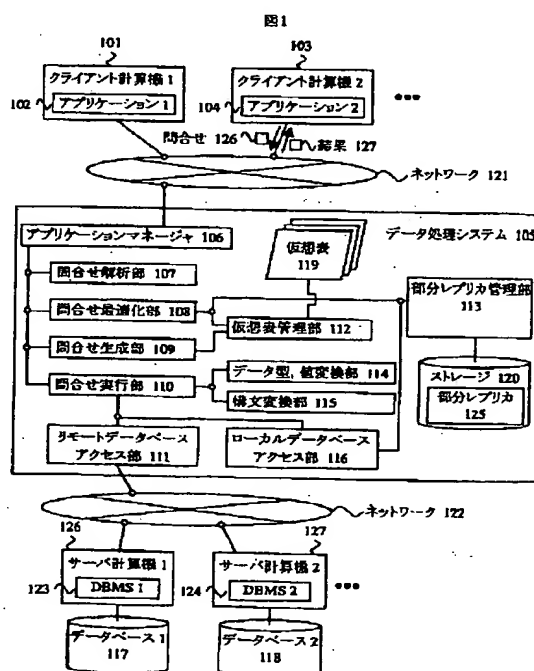 図1
101
103
クライアント計算機 1
クライアント計算機 2
102
アプリケーション 1
104
アプリケーション 2
•••
問合せ 126
結果 127
ネットワーク 121
アプリケーションマネージャ 106
データ処理システム 105
仮想表
119
問合せ解析部 107
部分レプリカ管理部
113
問合せ最適化部 108
仮想表管理部 112
問合せ生成部 109
問合せ実行部 110
データ型, 値変換部 114
ストレージ 120
部分レプリカ
125
構文変換部 115
リモートデータベース
アクセス部 111
ローカルデータベース
アクセス部 116
ネットワーク 122
126
127
サーバ計算機 1
サーバ計算機 2
123
DBMS 1
124
DBMS 2
•••
データベース 1
117
データベース 2
118